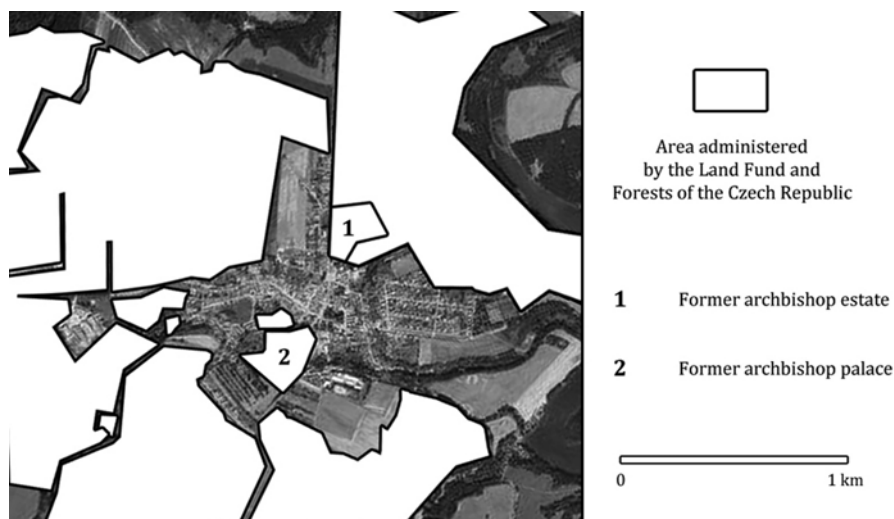 1
2
Area administered
by the Land Fund and
Forests of the Czech Republic
1 Former archbishop estate
2 Former archbishop palace
0 1 km